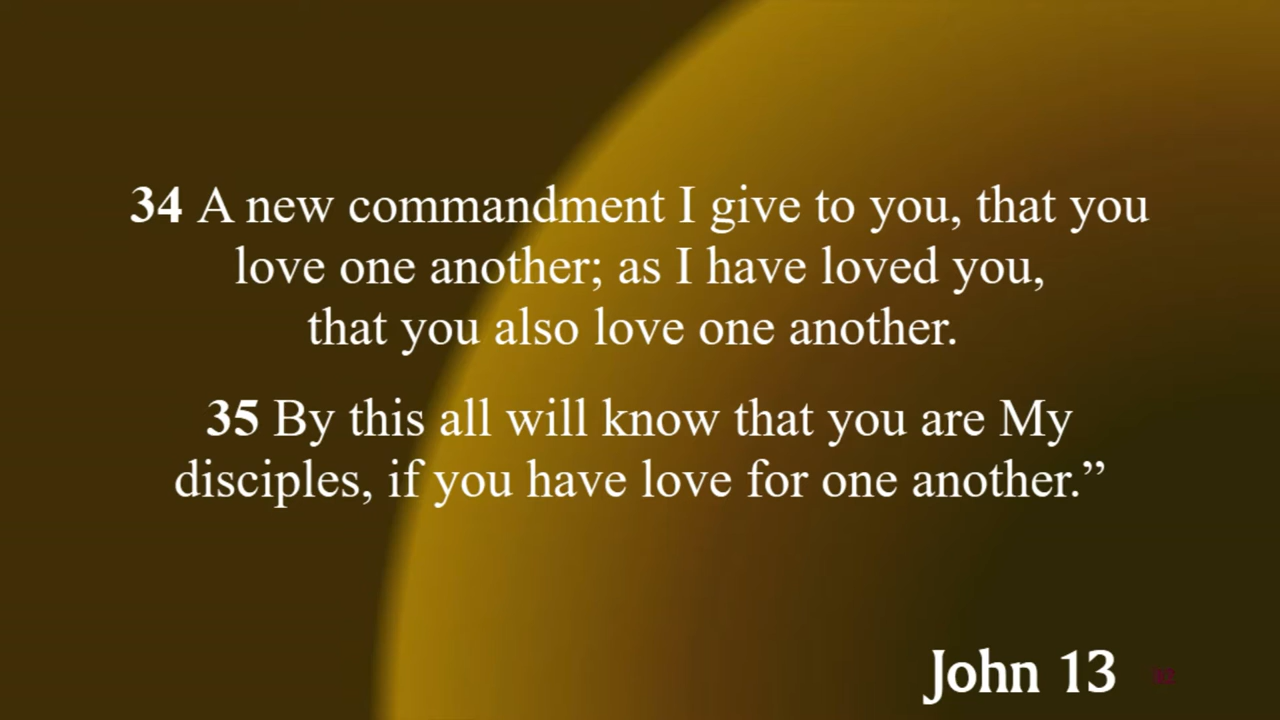 34 A new commandment I give to you, that you
love one another; as I have loved you,
that you also love one another.
35 By this all will know that you are My
disciples, if you have love for one another.”
John 13